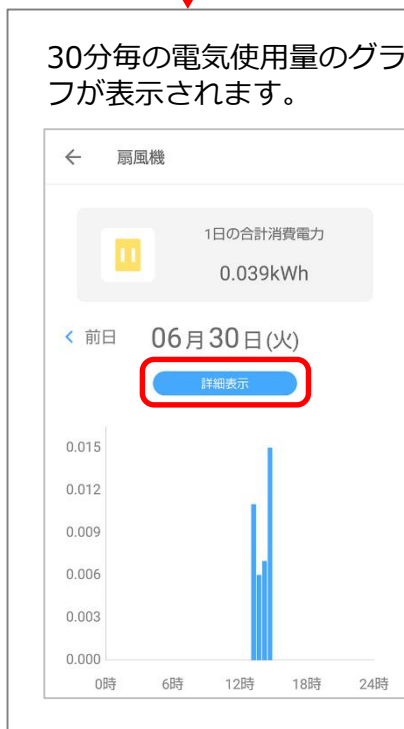 30分毎の電気使用量のグラ
フが表示されます。
← 扇風機
1日の合計消費電力
0.039kWh
< 前日 06月30日(火)
詳細表示
0.015
0.012
0.009
0.006
0.003
0.000
0時 6時 12時 18時 24時